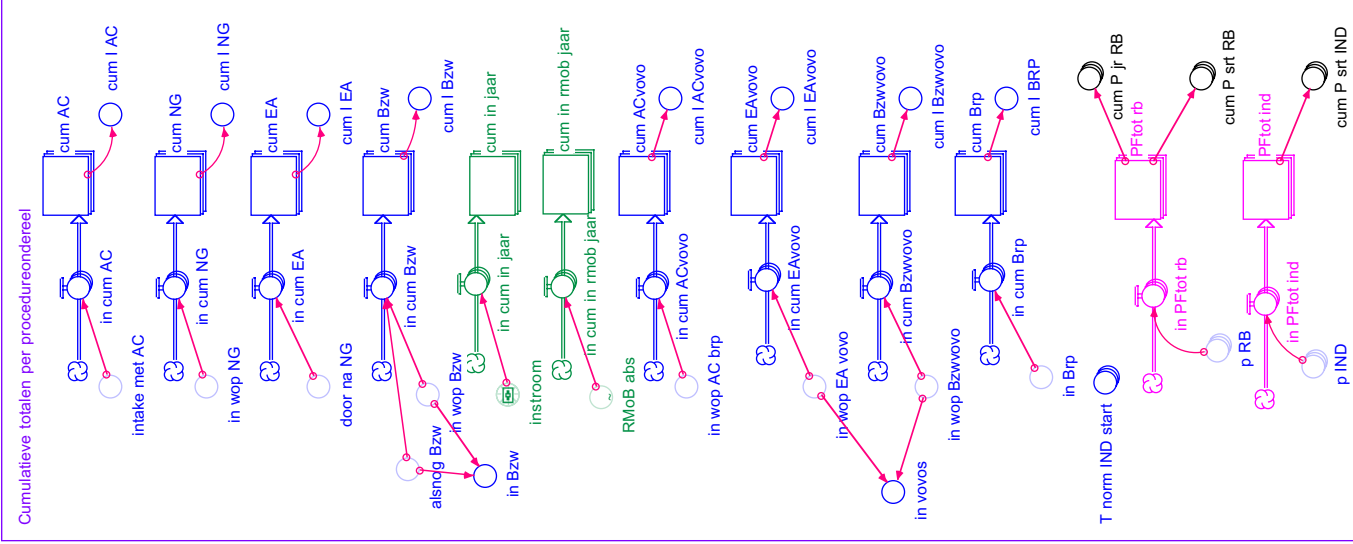 Cumulatieve totalen per procedureondereel
cum AC
cum I AC
in cum AC
intake met AC
cum NG
cum I NG
in cum NG
in wop NG
cum EA
cum I EA
in cum EA
door na NG
cum Bzw
cum I Bzw
in cum Bzw
in wop Bzw
alsnog Bzw
in Bzw
cum in jaar
in cum in jaar
instroom
cum in rmob jaar
in cum in rmob jaar
RMoB abs
cum ACvovo
cum I ACvovo
in cum ACvovo
in wop AC brp
cum EAvovo
cum I EAvovo
in cum EAvovo
in wop EA vovo
cum Bzwvovo
cum I Bzwvovo
in cum Bzwvovo
in wop Bzwvovo
in vovos
cum Brp
cum I BRP
in cum Brp
in Brp
T norm IND start
PFtot rb
cum P jr RB
cum P srt RB
in PFtot rb
p RB
PFtot ind
cum P srt IND
in PFtot ind
p IND